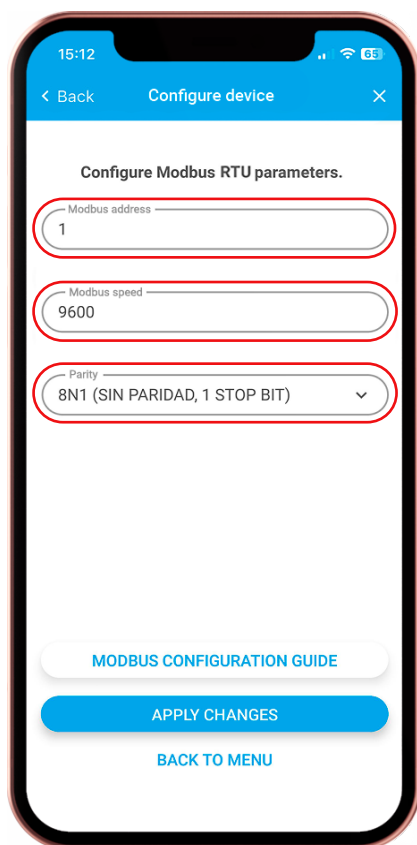 15:12
65
Back
Configure device
Configure Modbus RTU parameters.
Modbus address
1
Modbus speed
9600
Parity
8N1 (SIN PARIDAD, 1 STOP BIT)
MODBUS CONFIGURATION GUIDE
APPLY CHANGES
BACK TO MENU